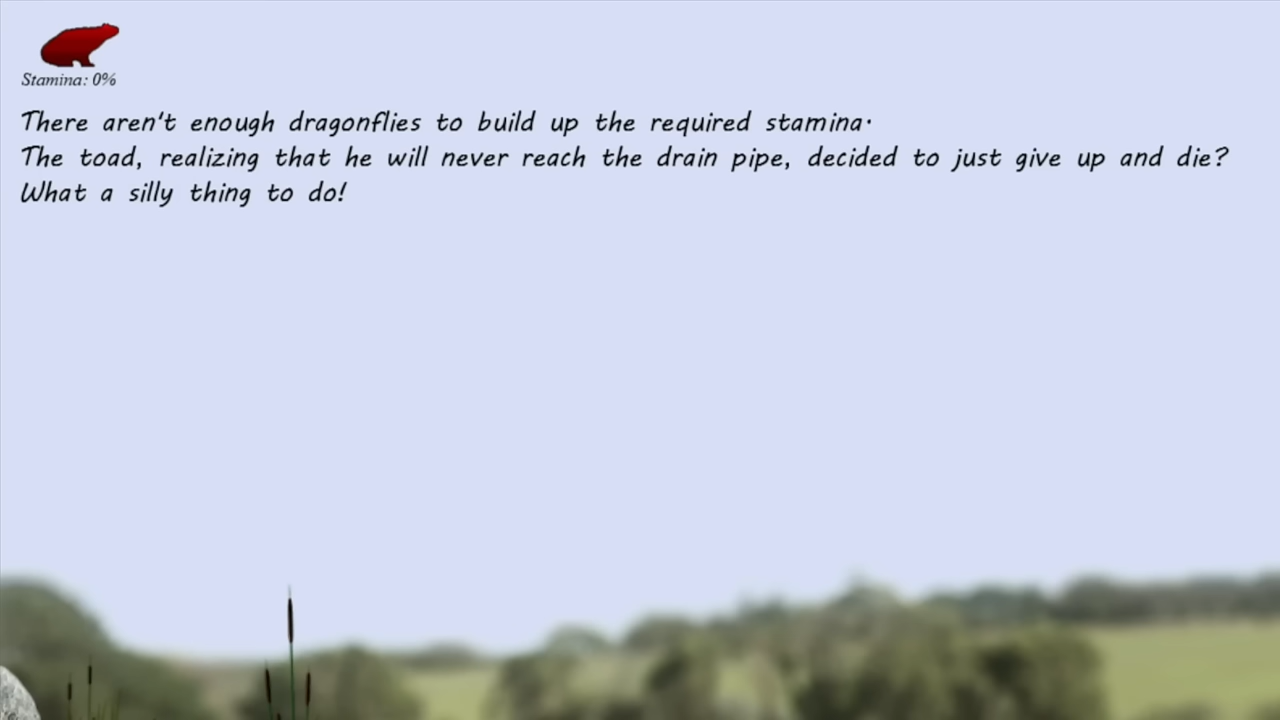 Stamina: 0%
There aren't enough dragonflies to build up the required stamina.
The toad, realizing that he will never reach the drain pipe, decided to just give up and die?
What a silly thing to do!